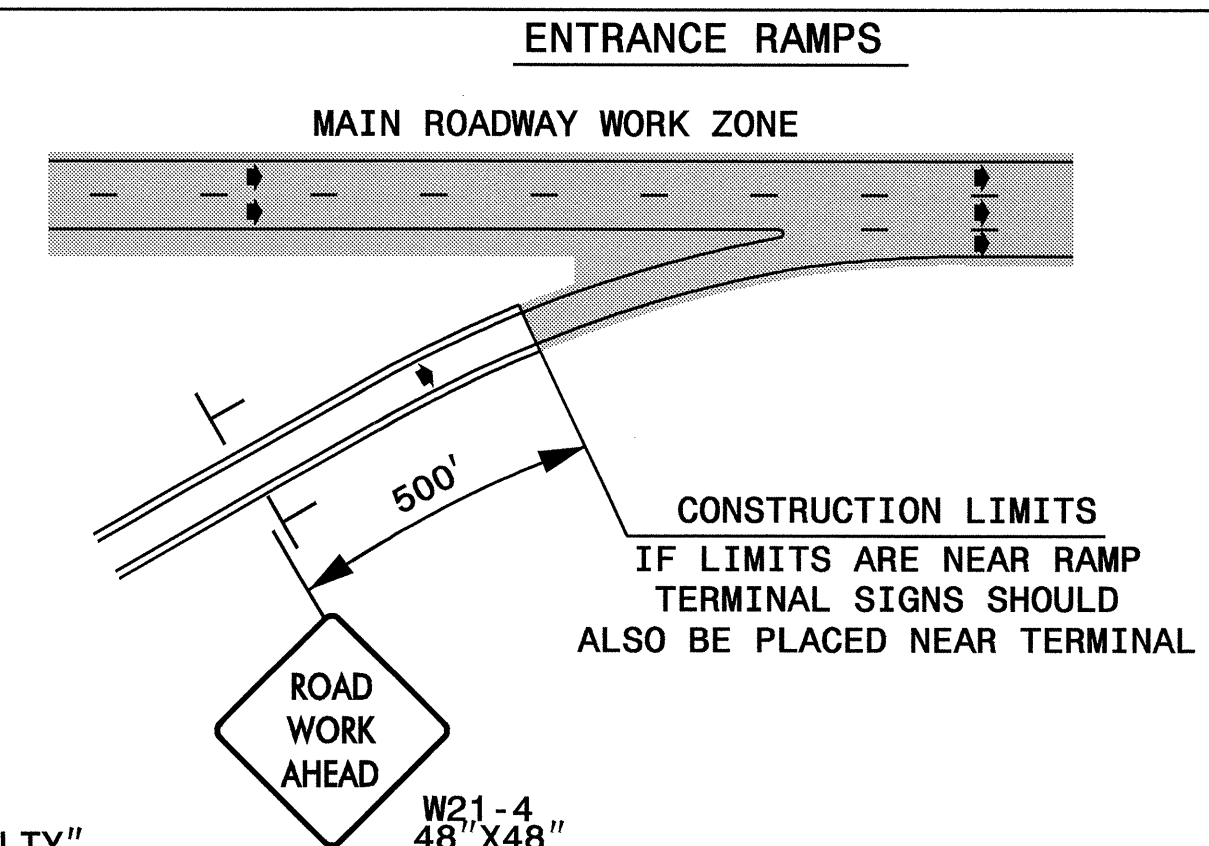 ENTRANCE RAMPS
MAIN ROADWAY WORK ZONE
500'
CONSTRUCTION LIMITS
IF LIMITS ARE NEAR RAMP
TERMINAL SIGNS SHOULD
ALSO BE PLACED NEAR TERMINAL
ROAD
WORK
AHEAD
W21-4
48"X48"
LTY"